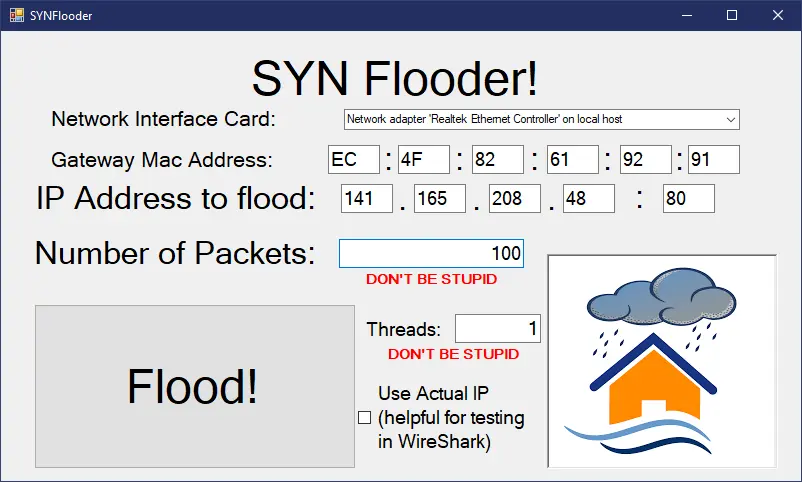 SYNFlooder
SYN Flooder!
Network Interface Card: Network adapter 'Realtek Ethernet Controller' on local host
Gateway Mac Address: EC : 4F : 82 : 61 : 92 : 91
IP Address to flood: 141 . 165 . 208 . 48 : 80
Number of Packets: 100
DON'T BE STUPID
Threads: 1
DON'T BE STUPID
Flood!
Use Actual IP
(helpful for testing
in WireShark)